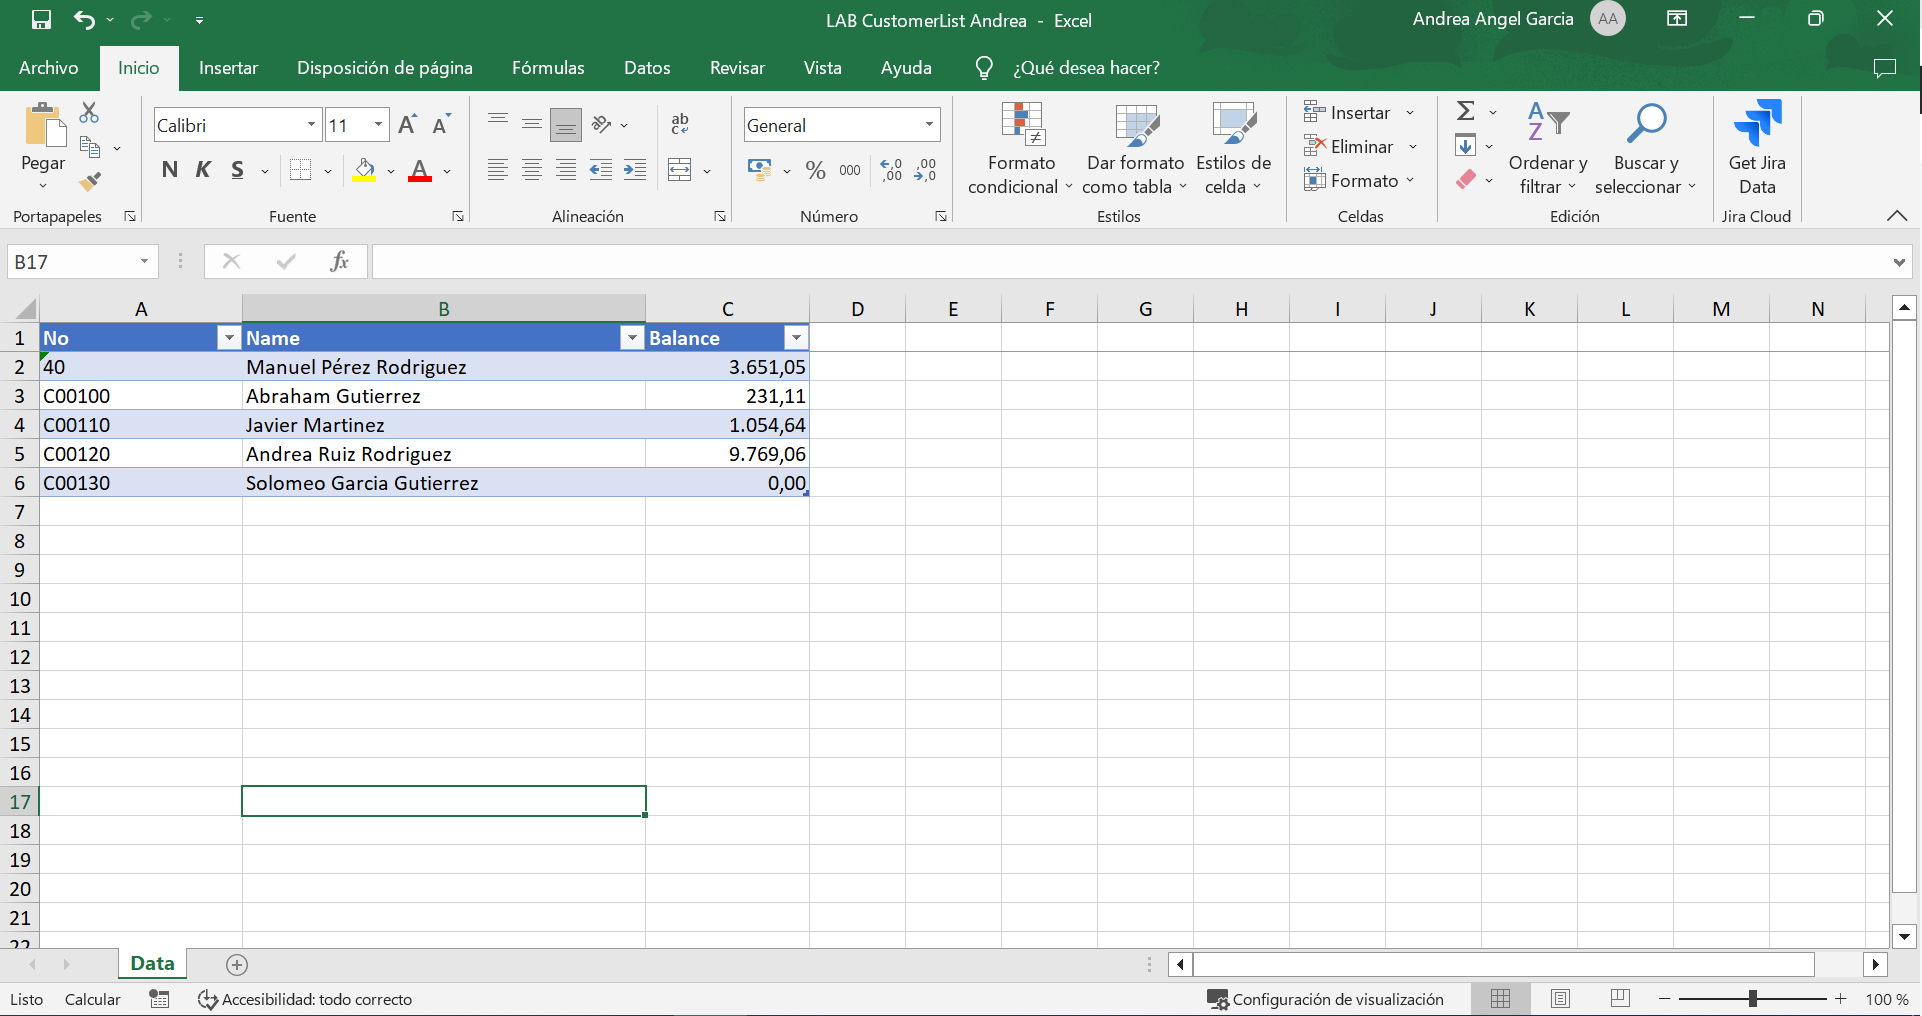 LAB CustomerList Andrea - Excel
Andrea Angel Garcia AA
Archivo Inicio Insertar Disposición de página Fórmulas Datos Revisar Vista Ayuda ¿Qué desea hacer?
Pegar
Portapapeles
Calibri 11
N K S
Fuente
ab
Alineación
General
% 000
Número
Formato condicional
Dar formato como tabla
Estilos de celda
Estilos
Insertar
Eliminar
Formato
Celdas
Ordenar y filtrar
Buscar y seleccionar
Edición
Get Jira Data
Jira Cloud
B17 fx
A B C D E F G H I J K L M N
1 No Name Balance
2 40 Manuel Pérez Rodriguez 3.651,05
3 C00100 Abraham Gutierrez 231,11
4 C00110 Javier Martinez 1.054,64
5 C00120 Andrea Ruiz Rodriguez 9.769,06
6 C00130 Solomeo Garcia Gutierrez 0,00
7
8
9
10
11
12
13
14
15
16
17
18
19
20
21
22
Data
Listo Calcular Accesibilidad: todo correcto Configuración de visualización 100 %